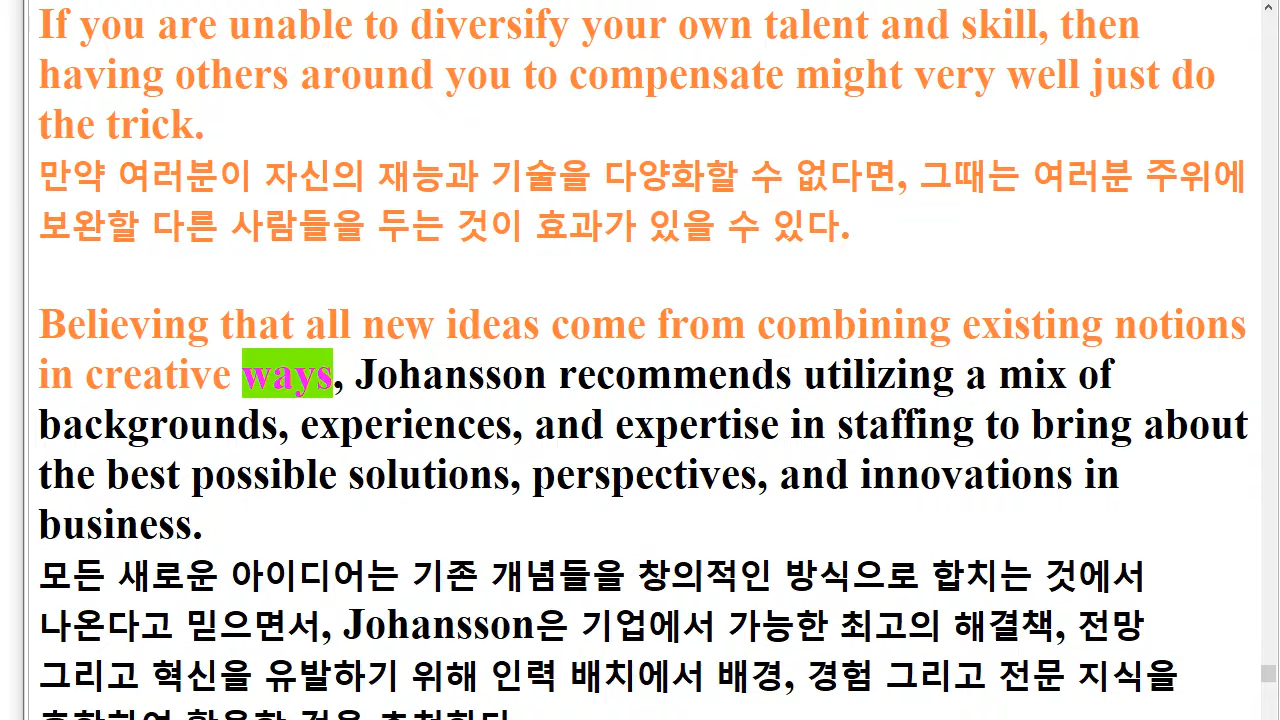 If you are unable to diversify your own talent and skill, then
having others around you to compensate might very well just do
the trick.
만약 여러분이 자신의 재능과 기술을 다양화할 수 없다면, 그때는 여러분 주위에
보완할 다른 사람들을 두는 것이 효과가 있을 수 있다.
Believing that all new ideas come from combining existing notions
in creative ways, Johansson recommends utilizing a mix of
backgrounds, experiences, and expertise in staffing to bring about
the best possible solutions, perspectives, and innovations in
business.
모든 새로운 아이디어는 기존 개념들을 창의적인 방식으로 합치는 것에서
나온다고 믿으면서, Johansson은 기업에서 가능한 최고의 해결책, 전망
그리고 혁신을 유발하기 위해 인력 배치에서 배경, 경험 그리고 전문 지식을